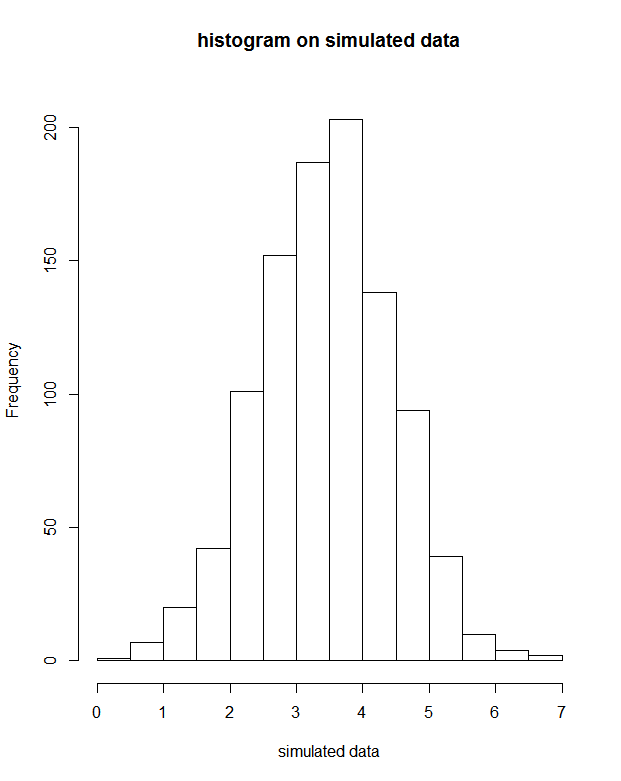 histogram on simulated data
Frequency
200
150
100
50
0
0 1 2 3 4 5 6 7
simulated data